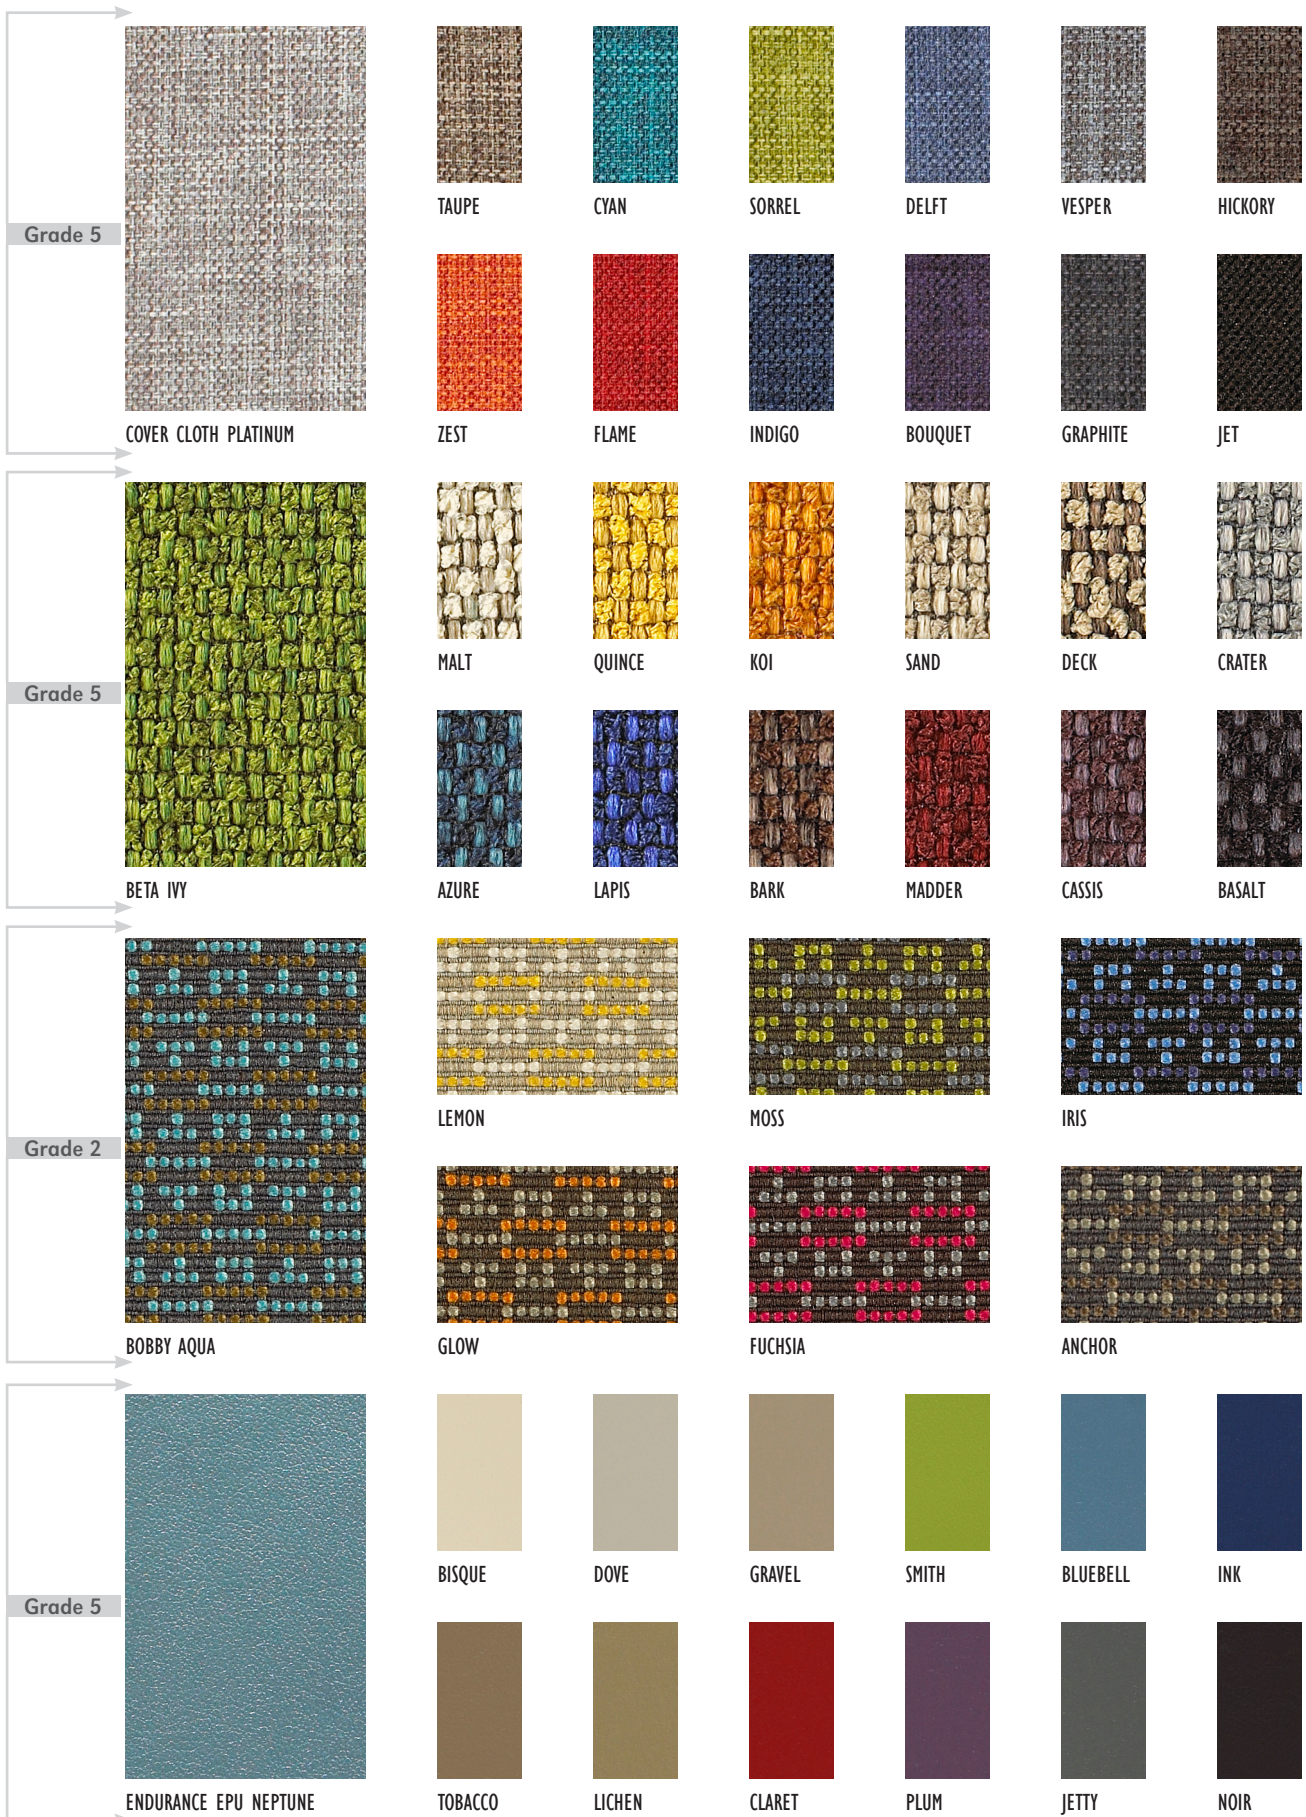 TAUPE CYAN SORREL DELFT VESPER HICKORY
Grade 5
COVER CLOTH PLATINUM ZEST FLAME INDIGO BOUQUET GRAPHITE JET
MALT QUINCE KOI SAND DECK CRATER
Grade 5
BETA IVY AZURE LAPIS BARK MADDER CASSIS BASALT
LEMON MOSS IRIS
Grade 2
BOBBY AQUA GLOW FUCHSIA ANCHOR
BISQUE DOVE GRAVEL SMITH BLUEBELL INK
Grade 5
ENDURANCE EPU NEPTUNE TOBACCO LICHEN CLARET PLUM JETTY NOIR